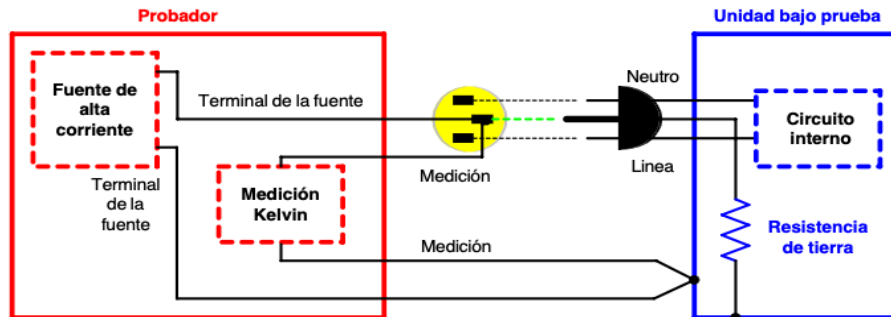 Probador
Unidad bajo prueba
Fuente de
alta
corriente
Terminal de la fuente
Neutro
Circuito
interno
Terminal
de la
fuente
Medición
Kelvin
Medición
Linea
Medición
Resistencia
de tierra